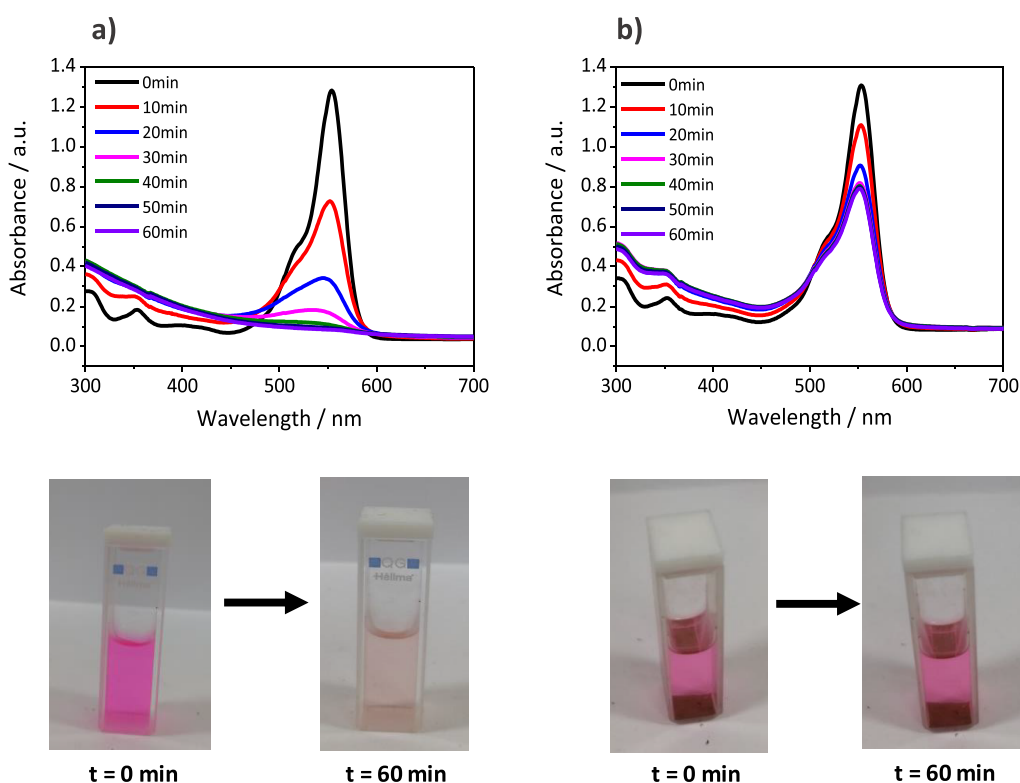 a)
b)
1.4
1.2
1.0
0.8
0.6
0.4
0.2
0.0
300
400
500
600
700
Absorbance / a.u.
Wavelength / nm
0min
10min
20min
30min
40min
50min
60min
1.4
1.2
1.0
0.8
0.6
0.4
0.2
0.0
300
400
500
600
700
Absorbance / a.u.
Wavelength / nm
0min
10min
20min
30min
40min
50min
60min
QG
Hellma
QG
Hellma
t = 0 min
t = 60 min
t = 0 min
t = 60 min